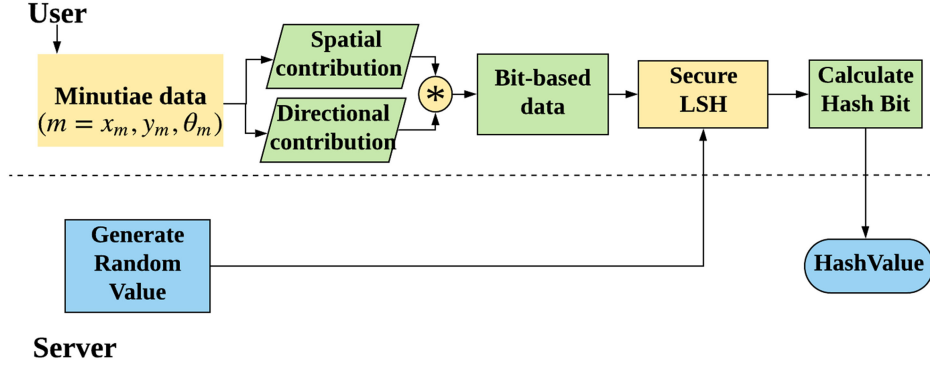 User
Minutiae data
(m = x_m, y_m, θ_m)
Spatial
contribution
Directional
contribution
*
Bit-based
data
Secure
LSH
Calculate
Hash Bit
Generate
Random
Value
HashValue
Server